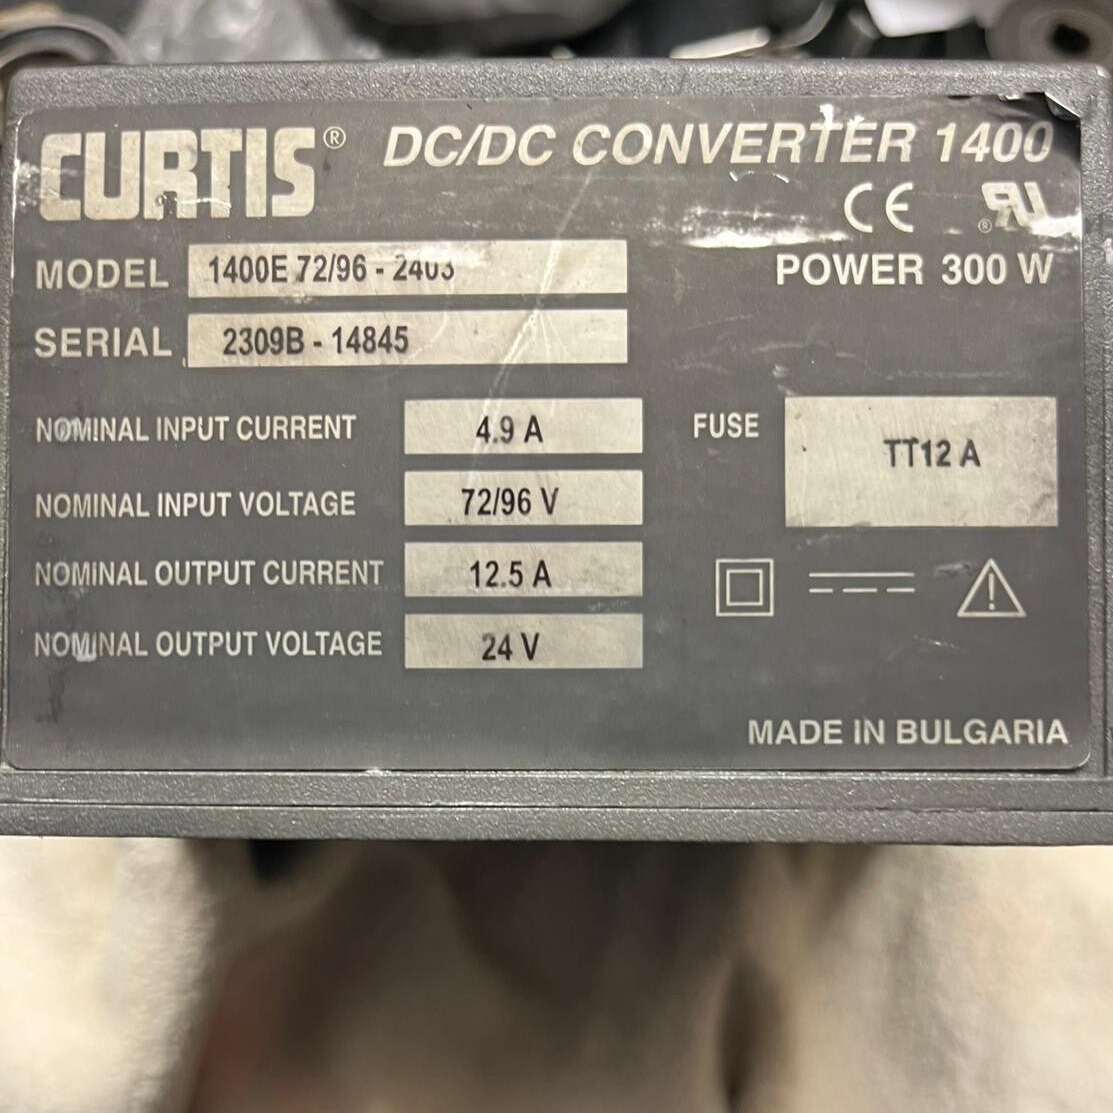 CURTIS® DC/DC CONVERTER 1400
CE RU®
MODEL 1400E 72/96 - 2403 POWER 300 W
SERIAL 2309B - 14845
NOMINAL INPUT CURRENT 4.9 A FUSE TT12 A
NOMINAL INPUT VOLTAGE 72/96 V
NOMINAL OUTPUT CURRENT 12.5 A
NOMINAL OUTPUT VOLTAGE 24 V
MADE IN BULGARIA